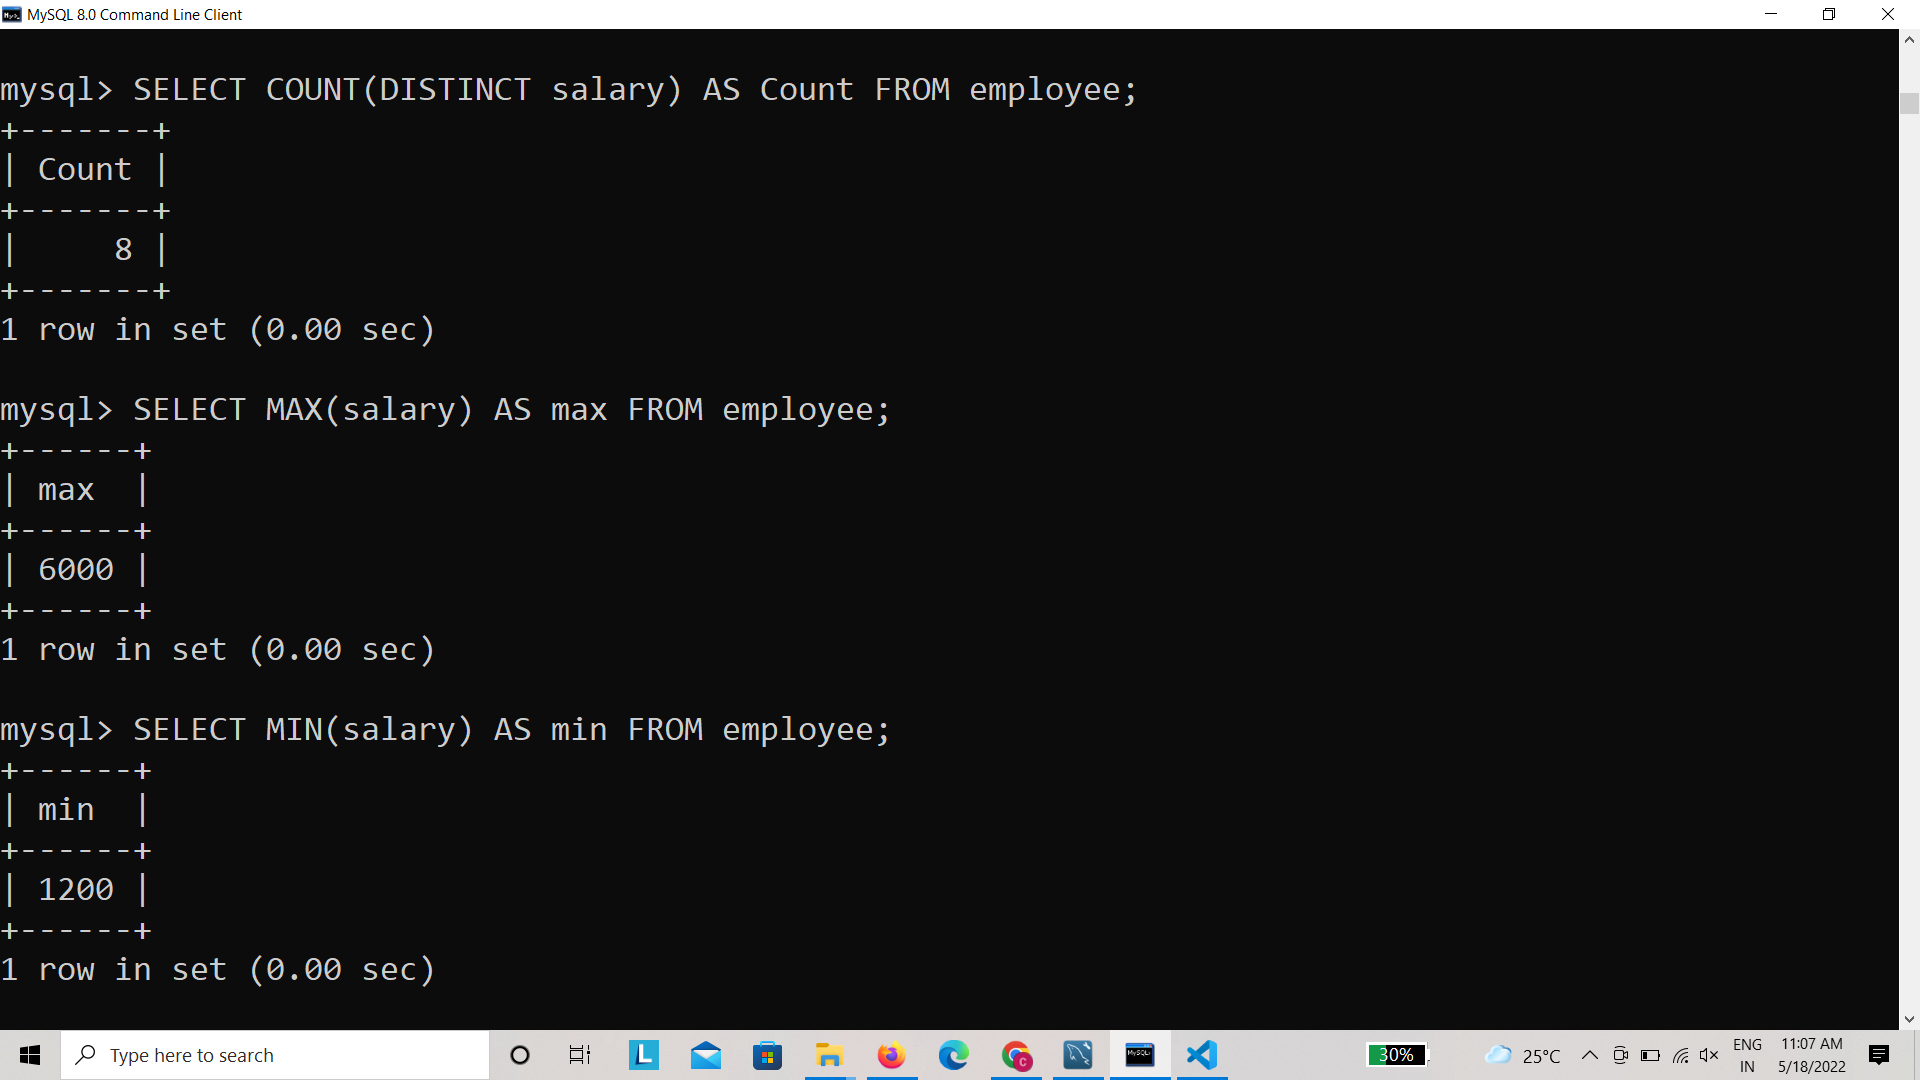 MySQL 8.0 Command Line Client
mysql> SELECT COUNT(DISTINCT salary) AS Count FROM employee;
+-------+
| Count |
+-------+
|     8 |
+-------+
1 row in set (0.00 sec)
mysql> SELECT MAX(salary) AS max FROM employee;
+------+
| max  |
+------+
| 6000 |
+------+
1 row in set (0.00 sec)
mysql> SELECT MIN(salary) AS min FROM employee;
+------+
| min  |
+------+
| 1200 |
+------+
1 row in set (0.00 sec)
Type here to search
L
C
MySQL
30%
25°C
ENG
IN
11:07 AM
5/18/2022